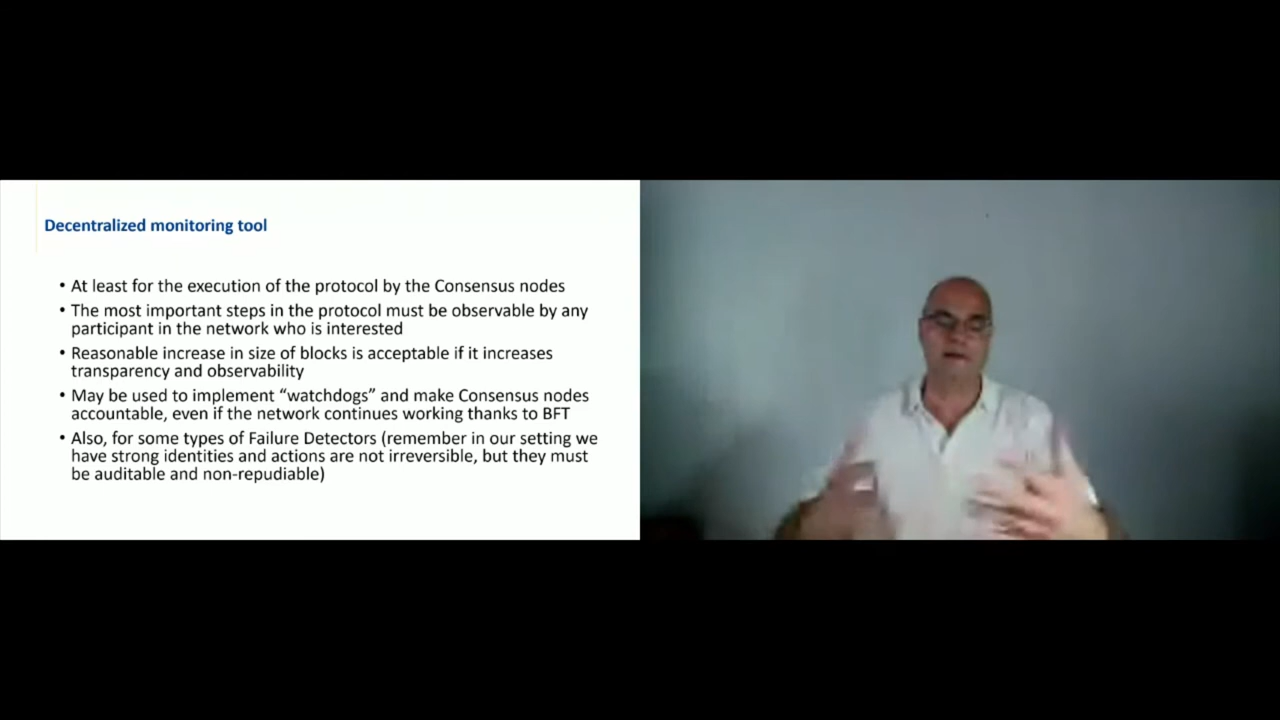 Decentralized monitoring tool
• At least for the execution of the protocol by the Consensus nodes
• The most important steps in the protocol must be observable by any
participant in the network who is interested
• Reasonable increase in size of blocks is acceptable if it increases
transparency and observability
• May be used to implement “watchdogs” and make Consensus nodes
accountable, even if the network continues working thanks to BFT
• Also, for some types of Failure Detectors (remember in our setting we
have strong identities and actions are not irreversible, but they must
be auditable and non-repudiable)